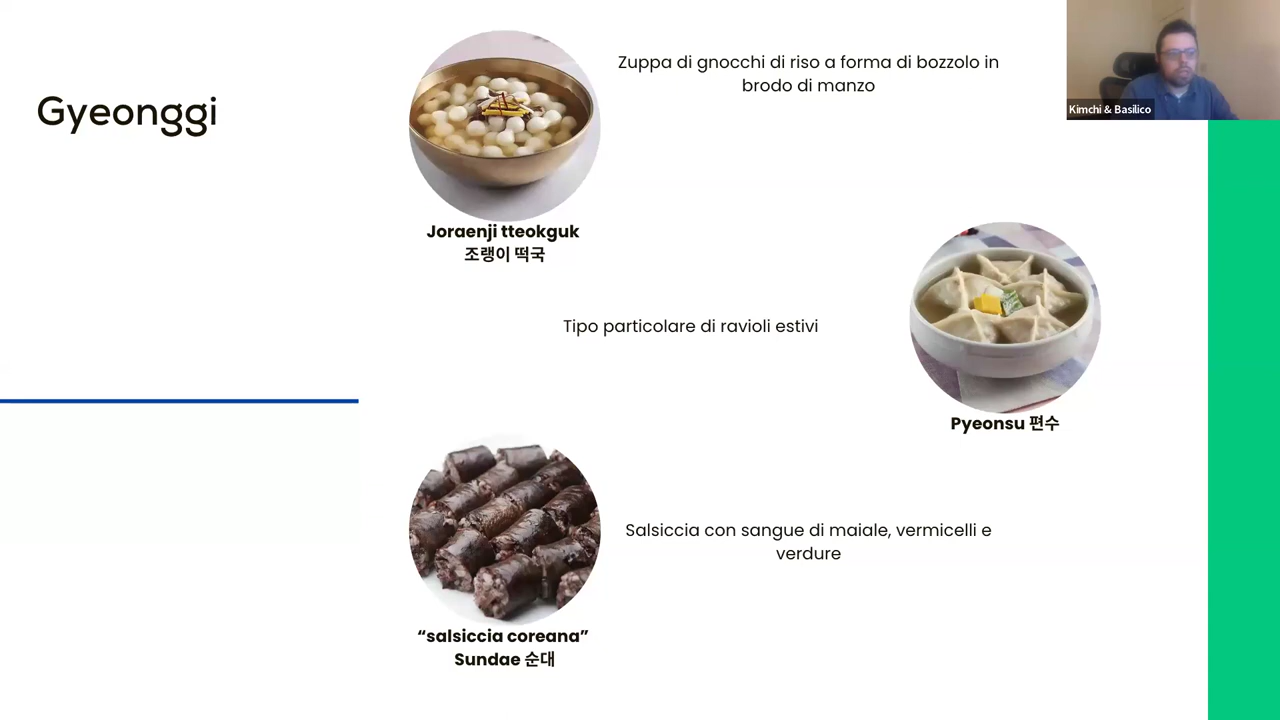 Gyeonggi
Zuppa di gnocchi di riso a forma di bozzolo in
brodo di manzo
Kimchi & Basilico
Joraenji tteokguk
조랭이 떡국
Tipo particolare di ravioli estivi
Pyeonsu 편수
Salsiccia con sangue di maiale, vermicelli e
verdure
“salsiccia coreana”
Sundae 순대